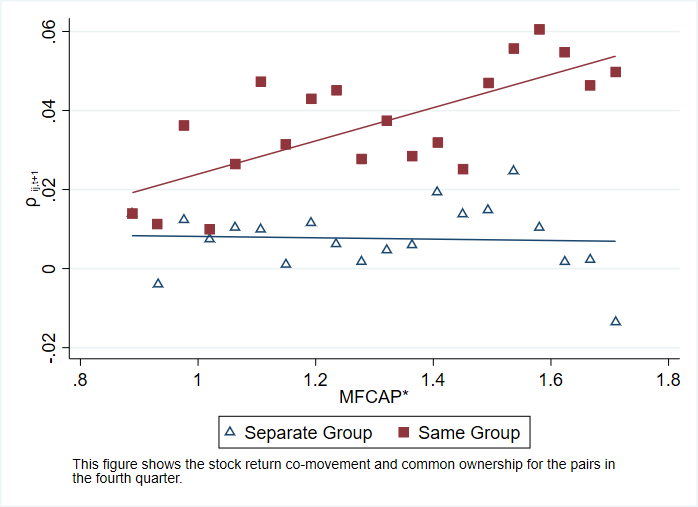 .06
.04
.02
0
-.02
ρ ij,t+1
.8 1 1.2 1.4 1.6 1.8
MFCAP*
Separate Group Same Group
This figure shows the stock return co-movement and common ownership for the pairs in
the fourth quarter.